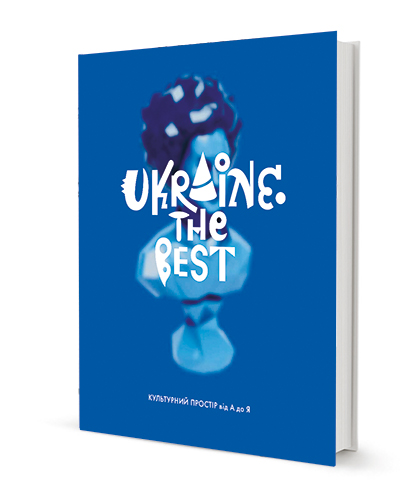 UKRAINE.
THE
BEST
КУЛЬТУРНИЙ ПРОСТІР від А до Я